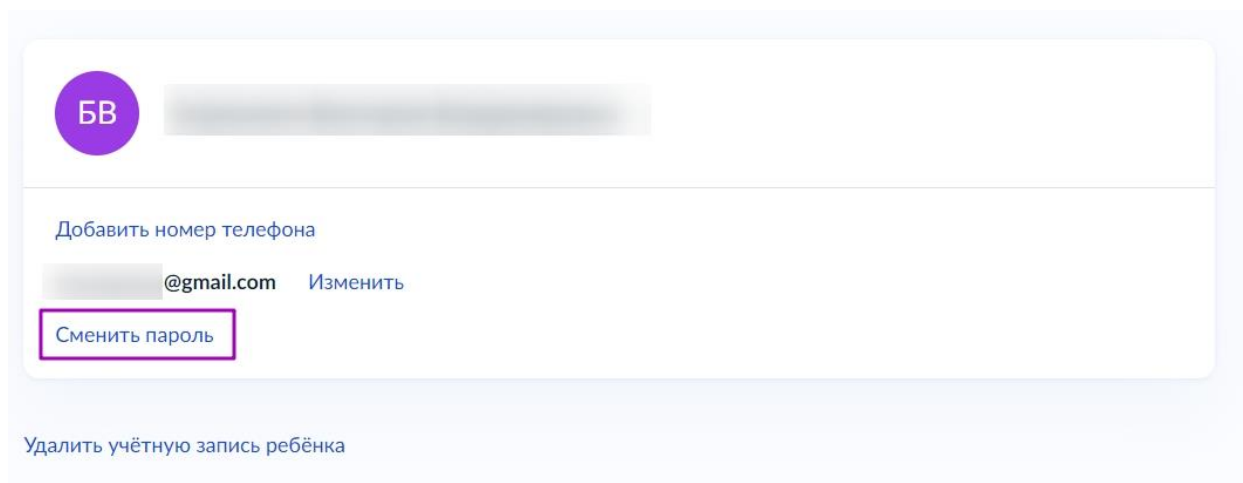 БВ
Добавить номер телефона
@gmail.com Изменить
Сменить пароль
Удалить учётную запись ребёнка